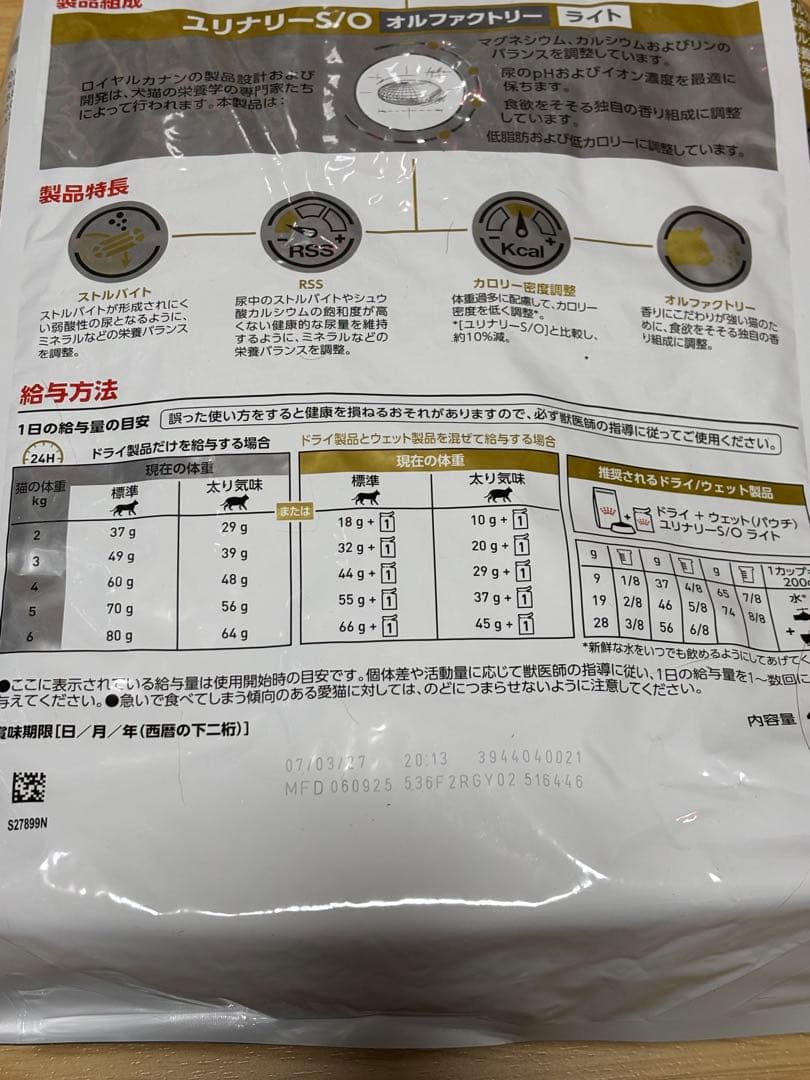 製品組成
ユリナリーS/O オルファクトリー ライト
ロイヤルカナンの製品設計および
開発は、犬猫の栄養学の専門家たち
によって行われます。本製品は：
マグネシウム、カルシウムおよびリンの
バランスを調整しています。
尿のpHおよびイオン濃度を最適に
保ちます。
食欲をそそる独自の香り組成に調整
しています。
低脂肪および低カロリーに調整しています。
製品特長
ストルバイト
ストルバイトが形成されにく
い弱酸性の尿となるように、
ミネラルなどの栄養バランス
を調整。
RSS
RSS
尿中のストルバイトやシュウ
酸カルシウムの飽和度が高
くない健康的な尿量を維持
するように、ミネラルなどの
栄養バランスを調整。
Kcal
カロリー密度調整
体重過多に配慮して、カロリー
密度を低く調整*。
*[ユリナリーS/O]と比較し、
約10%減。
オルファクトリー
香りにこだわりが強い猫のた
めに、食欲をそそる独自の香
り組成に調整。
給与方法
1日の給与量の目安 誤った使い方をすると健康を損ねるおそれがありますので、必ず獣医師の指導に従ってご使用ください。
24H ドライ製品だけを給与する場合
猫の体重
kg
現在の体重
標準 太り気味
2 37 g 29 g
3 49 g 39 g
4 60 g 48 g
5 70 g 56 g
6 80 g 64 g
または
ドライ製品とウェット製品を混ぜて給与する場合
現在の体重
標準 太り気味
18 g + 1 10 g + 1
32 g + 1 20 g + 1
44 g + 1 29 g + 1
55 g + 1 37 g + 1
66 g + 1 45 g + 1
推奨されるドライ/ウェット製品
ドライ + ウェット(パウチ)
ユリナリーS/O ライト
g g g 1カップ=
200
9 1/8 37 4/8 65 7/8 水*
19 2/8 46 5/8 74 8/8
28 3/8 56 6/8 +
*新鮮な水をいつでも飲めるようにしてあげてく
●ここに表示されている給与量は使用開始時の目安です。個体差や活動量に応じて獣医師の指導に従い、1日の給与量を1〜数回に
与えてください。●急いで食べてしまう傾向のある愛猫に対しては、のどにつまらせないように注意してください。
内容量
賞味期限[日／月／年(西暦の下二桁)]
07/03/27 20:13 3944040021
MFD 060925 536F2RGY02 516446
S27899N